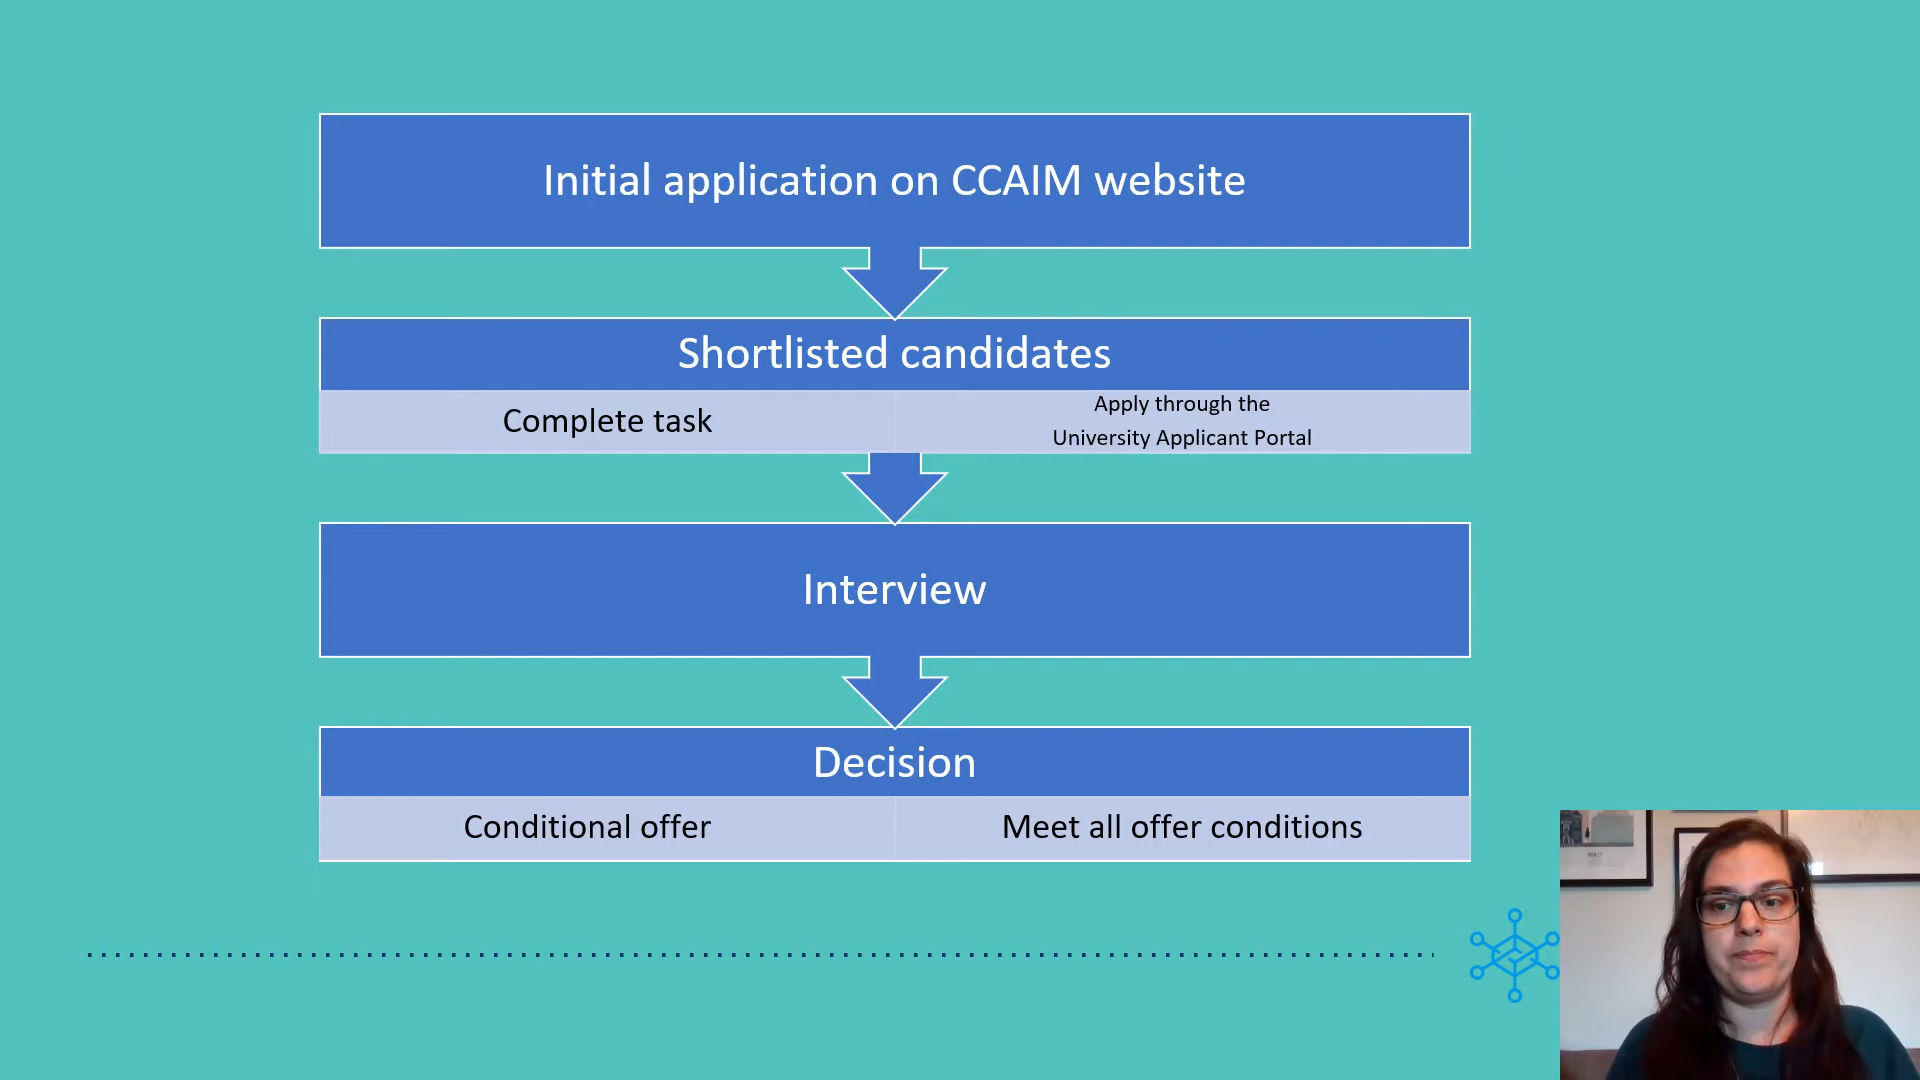 Initial application on CCAIM website
Shortlisted candidates
Complete task
Apply through the
University Applicant Portal
Interview
Decision
Conditional offer
Meet all offer conditions